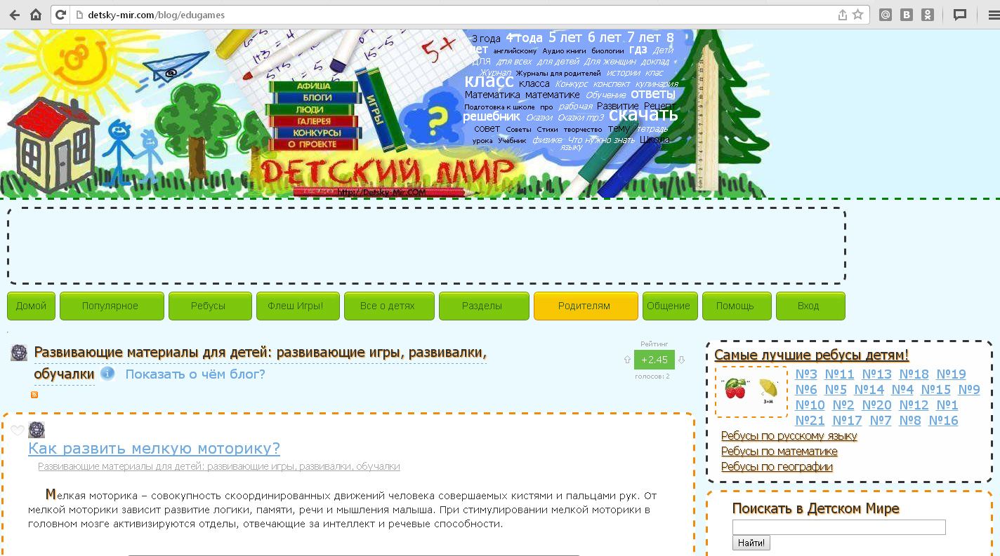 detsky-mir.com/blog/edugames
1+3=4
15-5=
5+
АФИША
БЛОГИ
ЛЮДИ
ГАЛЕРЕЯ
КОНКУРСЫ
О ПРОЕКТЕ
ИГРЫ
?
ДЕТСКИЙ МИР
http://Detsky-Mir.COM
3 года 4 года 5 лет 6 лет 7 лет 8
лет английскому Аудио книги биологии гдз Дети
для для всех для детей Для женщин доклад
Журнал Журналы для родителей истории клас
класс класса Конкурс конспект кулинария
Математика математике Обучение ответы
Подготовка к школе про рабочая Развитие Рецепт
решебник Сказки Сказки mp3 скачать
совет Советы Стихи творчество тему тетрадь
урока Учебник физике Что нужно знать Школа
языку
Домой
Популярное
Ребусы
Флеш Игры!
Все о детях
Разделы
Родителям
Общение
Помощь
Вход
Развивающие материалы для детей: развивающие игры, развивалки,
обучалки Показать о чём блог?
Рейтинг
+2.45
голосов: 2
Как развить мелкую моторику?
Развивающие материалы для детей: развивающие игры, развивалки, обучалки
Мелкая моторика – совокупность скоординированных движений человека совершаемых кистями и пальцами рук. От
мелкой моторики зависит развитие логики, памяти, речи и мышления малыша. При стимулировании мелкой моторики в
головном мозге активизируются отделы, отвечающие за интеллект и речевые способности.
Самые лучшие ребусы детям!
3=М
№3 №11 №13 №18 №19
№6 №5 №14 №4 №15 №9
№10 №2 №20 №12 №1
№21 №17 №7 №8 №16
Ребусы по русскому языку
Ребусы по математике
Ребусы по географии
Поискать в Детском Мире
Найти!